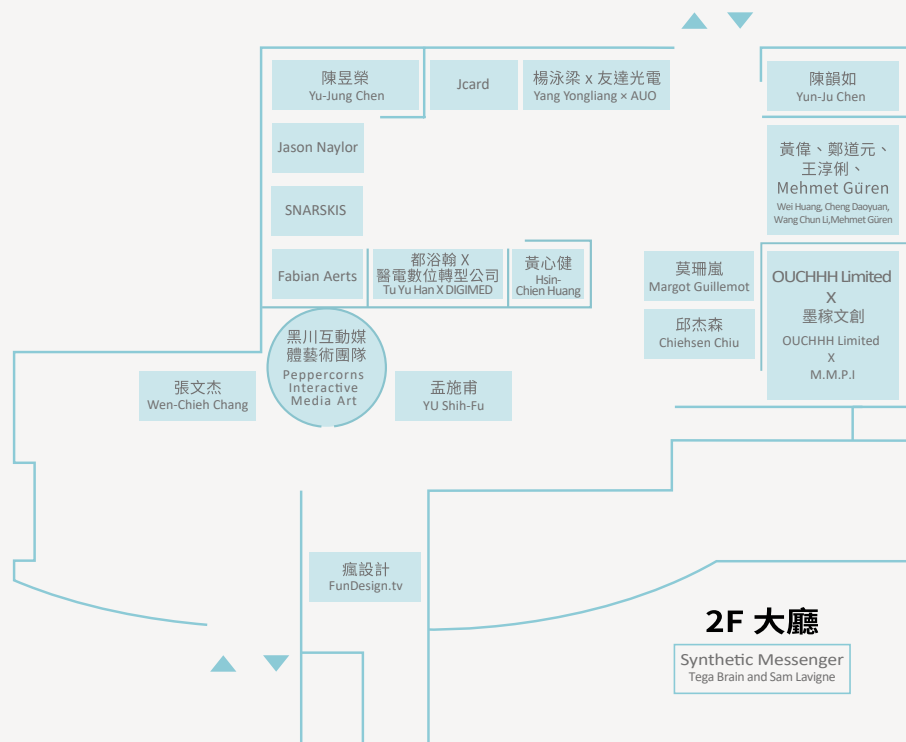 陳昱榮
Yu-Jung Chen
Jcard
楊泳梁 x 友達光電
Yang Yongliang × AUO
陳韻如
Yun-Ju Chen
Jason Naylor
黃偉、鄭道元、
王淳俐、
Mehmet Güren
Wei Huang, Cheng Daoyuan,
Wang Chun Li,Mehmet Güren
SNARSKIS
Fabian Aerts
都浴翰 X
醫電數位轉型公司
Tu Yu Han X DIGIMED
黃心健
Hsin-
Chien Huang
莫珊嵐
Margot Guillemot
OUCHHH Limited
X
墨稼文創
OUCHHH Limited
X
M.M.P.I
邱杰森
Chiehsen Chiu
黑川互動媒
體藝術團隊
Peppercorns
Interactive
Media Art
張文杰
Wen-Chieh Chang
盂施甫
YU Shih-Fu
瘋設計
FunDesign.tv
2F 大廳
Synthetic Messenger
Tega Brain and Sam Lavigne